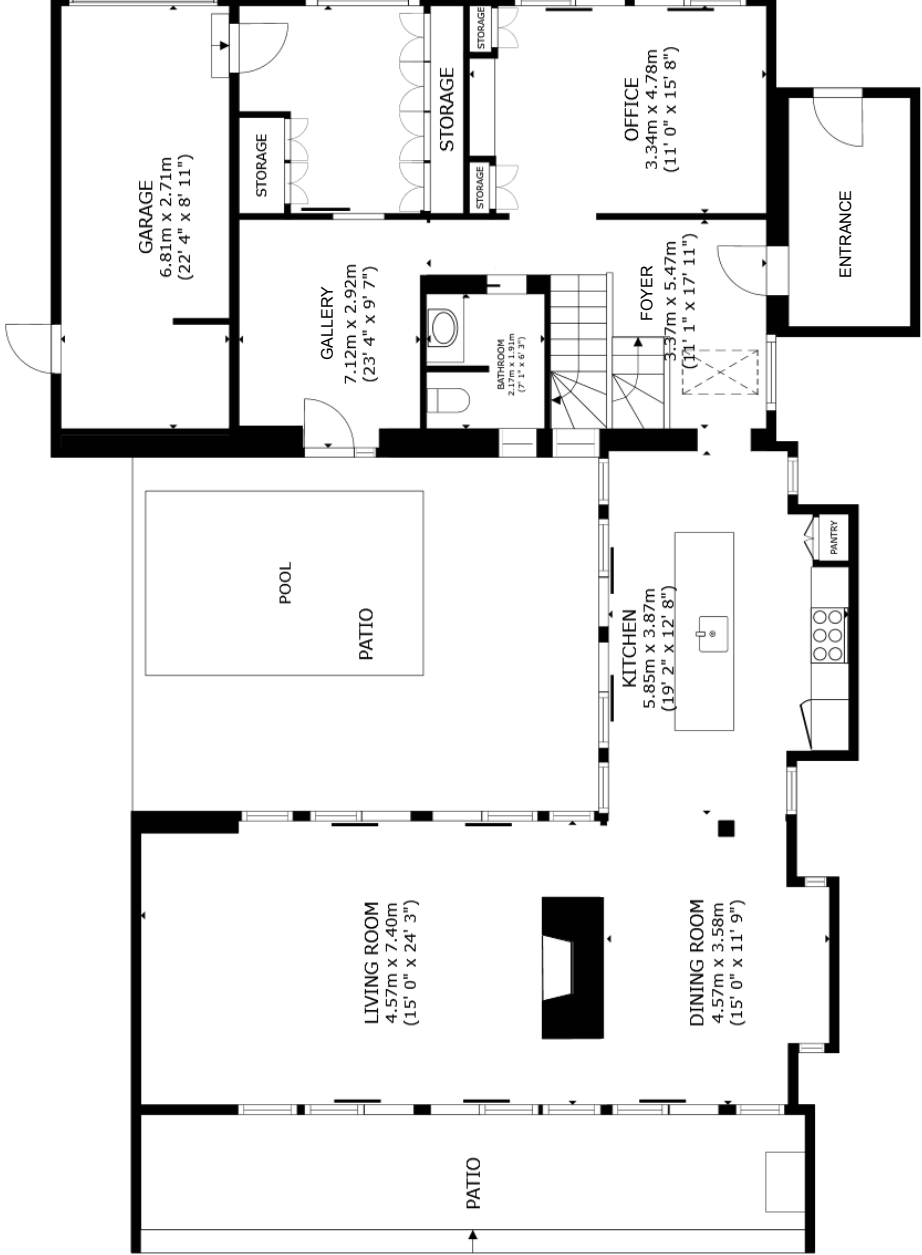 STORAGE
GARAGE
6.81m x 2.71m
(22' 4" x 8' 11")
STORAGE
STORAGE
STORAGE
OFFICE
3.34m x 4.78m
(11' 0" x 15' 8")
ENTRANCE
GALLERY
7.12m x 2.92m
(23' 4" x 9' 7")
BATHROOM
2.17m x 1.91m
(7' 1" x 6' 3")
FOYER
3.37m x 5.47m
(11' 1" x 17' 11")
POOL
PATIO
KITCHEN
5.85m x 3.87m
(19' 2" x 12' 8")
PANTRY
LIVING ROOM
4.57m x 7.40m
(15' 0" x 24' 3")
DINING ROOM
4.57m x 3.58m
(15' 0" x 11' 9")
PATIO